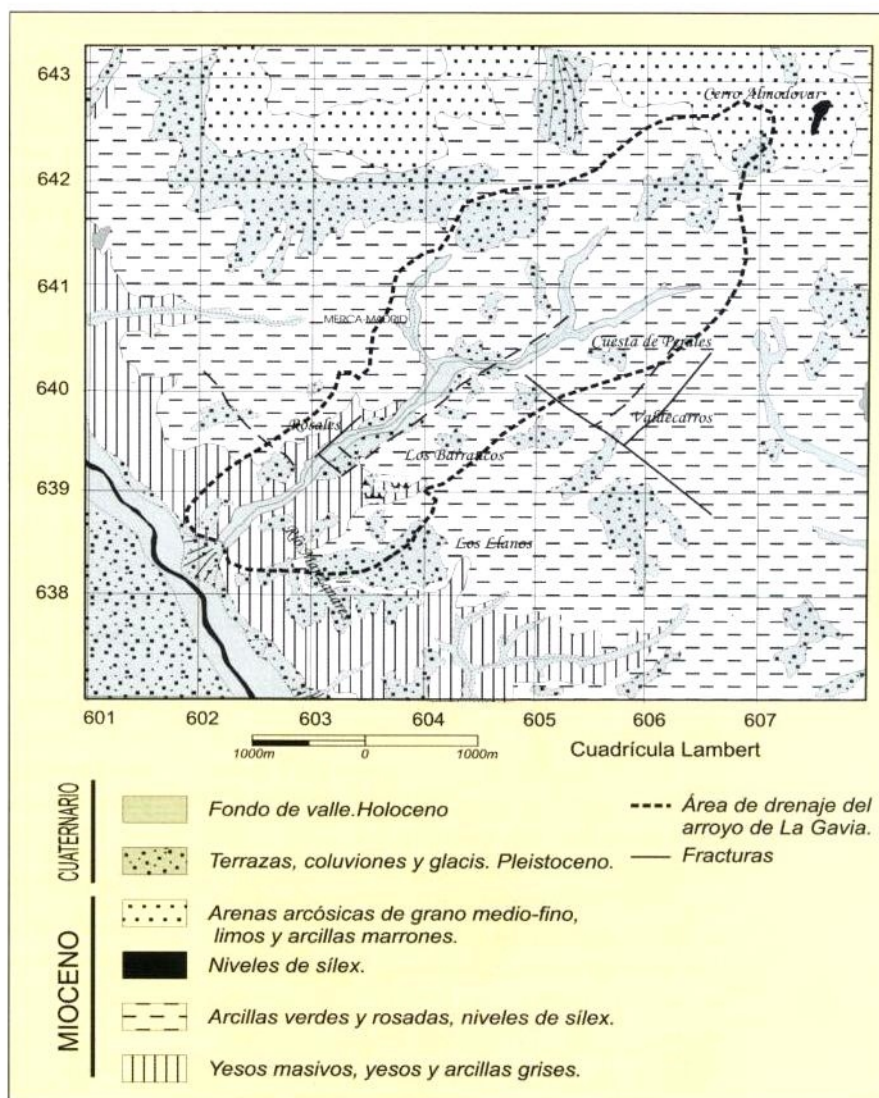 643
642
641
640
639
638
Cerro Almodovar
MERCA-MADRID
Cuesta de Perales
Rosales
Valdecarros
Los Barrancos
Los Llanos
Río Manzanares
601 602 603 604 605 606 607
1000m 0 1000m
Cuadrícula Lambert
CUATERNARIO
Fondo de valle.Holoceno
Terrazas, coluviones y glacis. Pleistoceno.
Área de drenaje del
arroyo de La Gavia.
Fracturas
MIOCENO
Arenas arcósicas de grano medio-fino,
limos y arcillas marrones.
Niveles de sílex.
Arcillas verdes y rosadas, niveles de sílex.
Yesos masivos, yesos y arcillas grises.